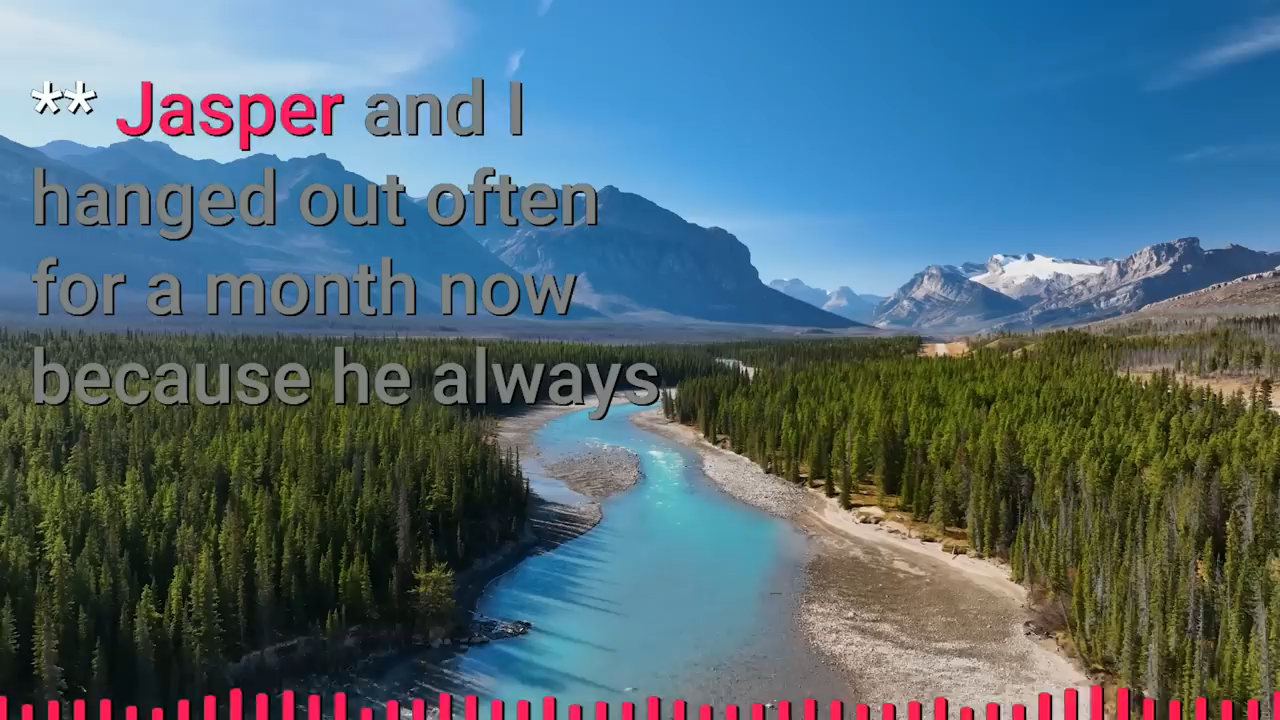 ** Jasper and I
hanged out often
for a month now
because he always